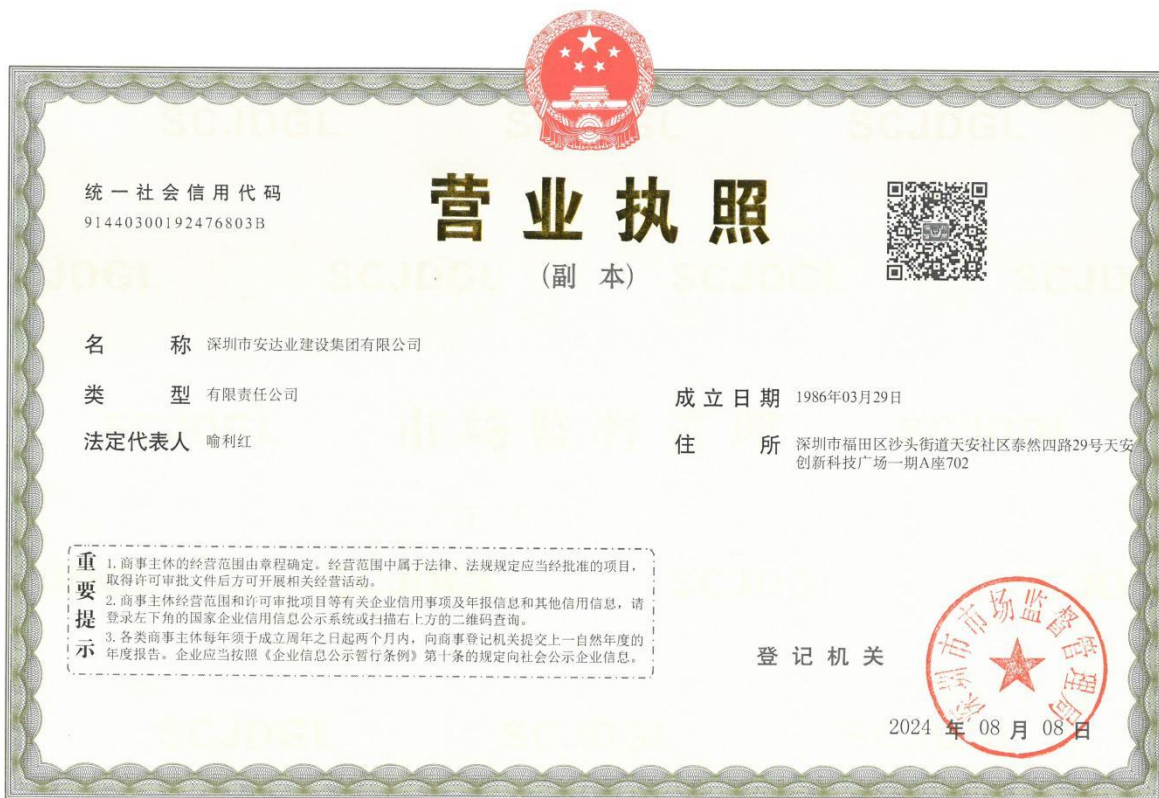 统一社会信用代码
91440300192476803B
营业执照
(副 本)
名 称 深圳市安达业建设集团有限公司
类 型 有限责任公司
法定代表人 喻利红
成立日期 1986年03月29日
住 所 深圳市福田区沙头街道天安社区泰然四路29号天安
创新科技广场一期A座702
重要提示
1. 商事主体的经营范围由章程确定。经营范围中属于法律、法规规定应当经批准的项目，
取得许可审批文件后方可开展相关经营活动。
2. 商事主体经营范围和许可审批项目等有关企业信用事项及年报信息和其他信用信息，请
登录左下角的国家企业信用信息公示系统或扫描右上方的二维码查询。
3. 各类商事主体每年须于成立周年之日起两个月内，向商事登记机关提交上一自然年度的
年度报告。企业应当按照《企业信息公示暂行条例》第十条的规定向社会公示企业信息。
登记机关
深圳市市场监督管理局
2024 年 08 月 08 日
SCJDGL